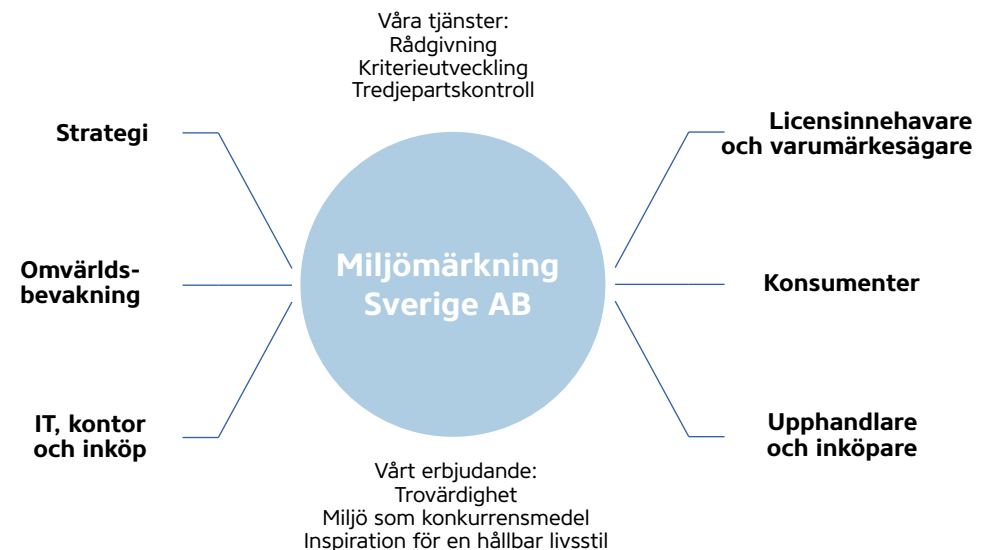 Våra tjänster:
Rådgivning
Kriterieutveckling
Tredjepartskontroll
Strategi
Omvärlds-
bevakning
IT, kontor
och inköp
Miljömärkning
Sverige AB
Licensinnehavare
och varumärkesägare
Konsumenter
Upphandlare
och inköpare
Vårt erbjudande:
Trovärdighet
Miljö som konkurrensmedel
Inspiration för en hållbar livsstil